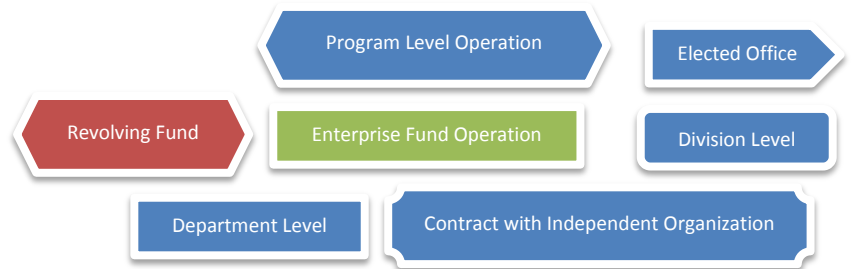 Program Level Operation
Elected Office
Revolving Fund
Enterprise Fund Operation
Division Level
Department Level
Contract with Independent Organization